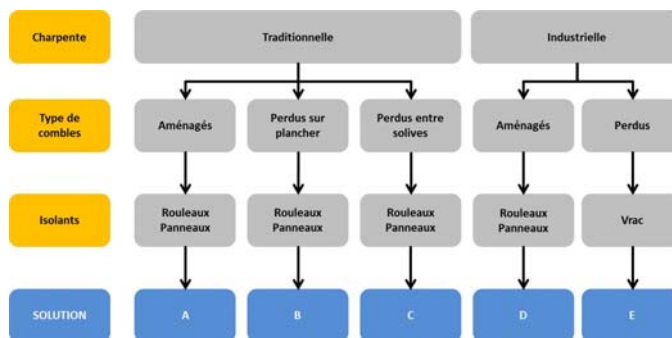 Charpente
Traditionnelle
Industrielle
Type de
combles
Aménagés
Perdus sur
plancher
Perdus entre
solives
Aménagés
Perdus
Isolants
Rouleaux
Panneaux
Rouleaux
Panneaux
Rouleaux
Panneaux
Rouleaux
Panneaux
Vrac
SOLUTION
A
B
C
D
E